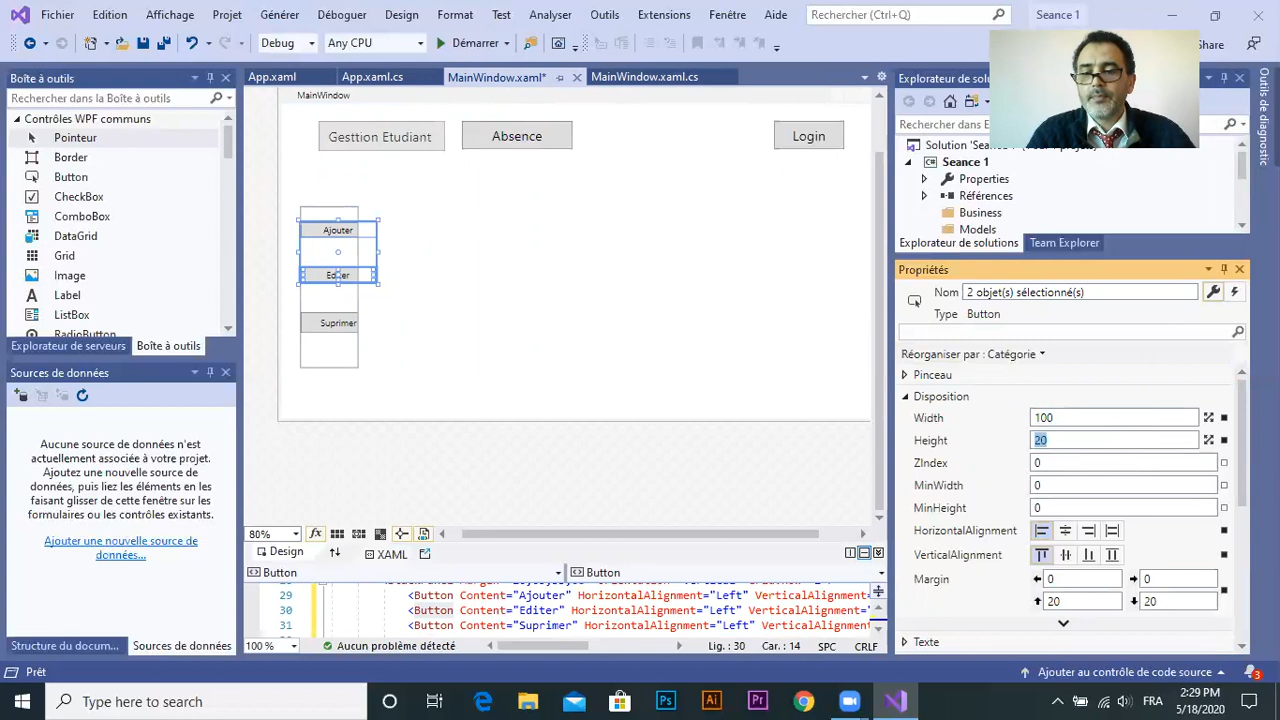 Fichier Edition Affichage Projet Générer Déboguer Design Format Test Analyser Outils Extensions Fenêtre Aide Rechercher (Ctrl+Q) Seance 1
Debug Any CPU Démarrer Share
Boîte à outils
Rechercher dans la Boîte à outils
Contrôles WPF communs
Pointeur
Border
Button
CheckBox
ComboBox
DataGrid
Grid
Image
Label
ListBox
RadioButton
Explorateur de serveurs Boîte à outils
Sources de données
Aucune source de données n'est
actuellement associée à votre projet.
Ajoutez une nouvelle source de
données, puis liez les éléments en les
faisant glisser de cette fenêtre sur les
formulaires ou les contrôles existants.
Ajouter une nouvelle source de
données...
Structure du docum... Sources de données
App.xaml App.xaml.cs MainWindow.xaml* MainWindow.xaml.cs
MainWindow
Gesttion Etudiant Absence Login
Ajouter
Editer
Suprimer
80%
Design XAML
Button Button
29 <Button Content="Ajouter" HorizontalAlignment="Left" VerticalAlignment="
30 <Button Content="Editer" HorizontalAlignment="Left" VerticalAlignment="
31 <Button Content="Suprimer" HorizontalAlignment="Left" VerticalAlignment=
100 % Aucun problème détecté Lig. : 30 Car. : 14 SPC CRLF
Explorateur de so
Rechercher dans E
Solution 'Seance 1
Seance 1
Properties
Références
Business
Models
Explorateur de solutions Team Explorer
Propriétés
Nom 2 objet(s) sélectionné(s)
Type Button
Réorganiser par : Catégorie
Pinceau
Disposition
Width 100
Height 20
ZIndex 0
MinWidth 0
MinHeight 0
HorizontalAlignment
VerticalAlignment
Margin 0 0
20 20
Texte
Outils de diagnostic
Prêt Ajouter au contrôle de code source 3
Type here to search Ps Ai Pr FRA 2:29 PM
5/18/2020